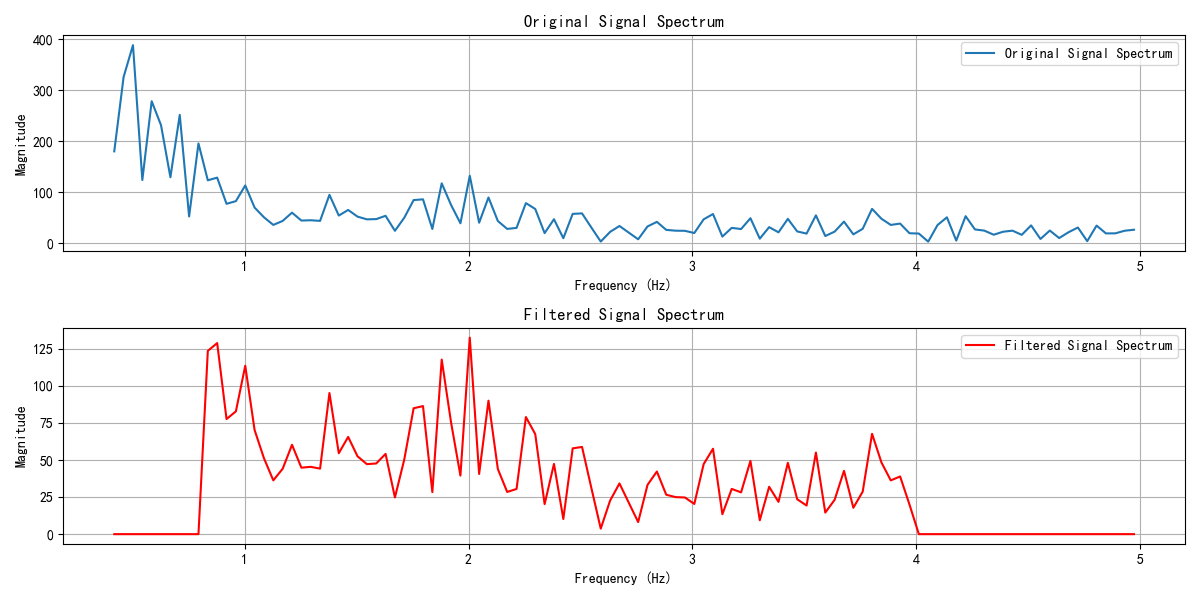 Original Signal Spectrum
400
300
200
100
0
Magnitude
Original Signal Spectrum
1 2 3 4 5
Frequency (Hz)
Filtered Signal Spectrum
125
100
75
50
25
0
Magnitude
Filtered Signal Spectrum
1 2 3 4 5
Frequency (Hz)